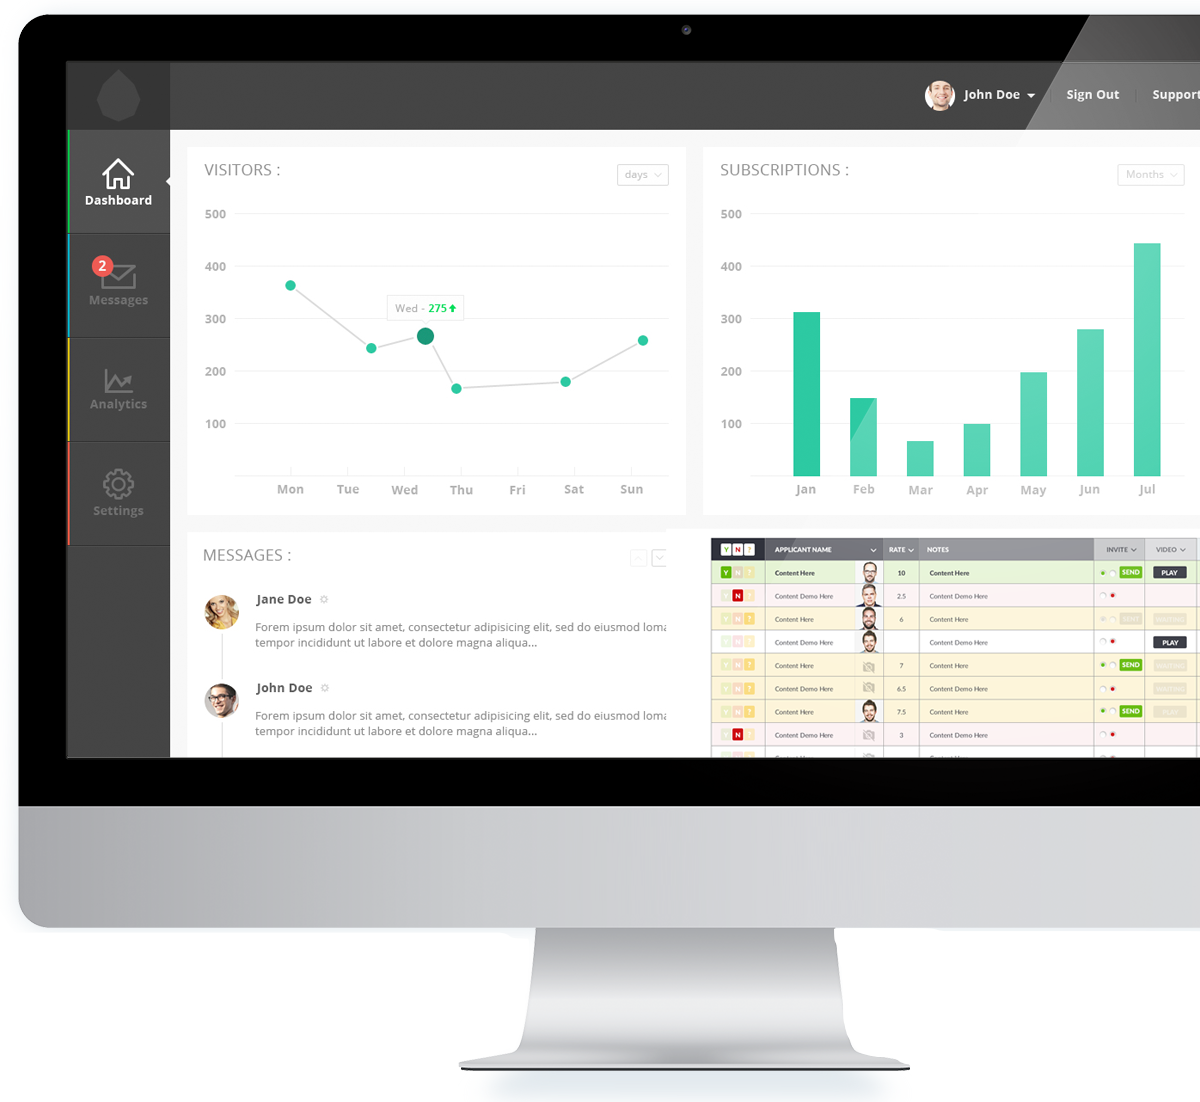 John Doe
Sign Out
Support
Dashboard
2
Messages
Analytics
Settings
VISITORS :
days
500
400
300
200
100
Wed - 275
Mon Tue Wed Thu Fri Sat Sun
SUBSCRIPTIONS :
Months
500
400
300
200
100
Jan Feb Mar Apr May Jun Jul
MESSAGES :
Jane Doe
Forem ipsum dolor sit amet, consectetur adipisicing elit, sed do eiusmod
tempor incididunt ut labore et dolore magna aliqua...
John Doe
Forem ipsum dolor sit amet, consectetur adipisicing elit, sed do eiusmod
tempor incididunt ut labore et dolore magna aliqua...
Y N ? APPLICANT NAME RATE NOTES INVITE VIDEO
Y N ? Content Here 10 Content Here SEND PLAY
Y N ? Content Demo Here 2.5 Content Demo Here
Y N ? Content Here 6 Content Here SENT WAITING
Y N ? Content Demo Here Content Demo Here PLAY
Y N ? Content Here 7 Content Here SEND WAITING
Y N ? Content Demo Here 6.5 Content Demo Here WAITING
Y N ? Content Here 7.5 Content Here SEND PLAY
Y N ? Content Demo Here 3 Content Demo Here